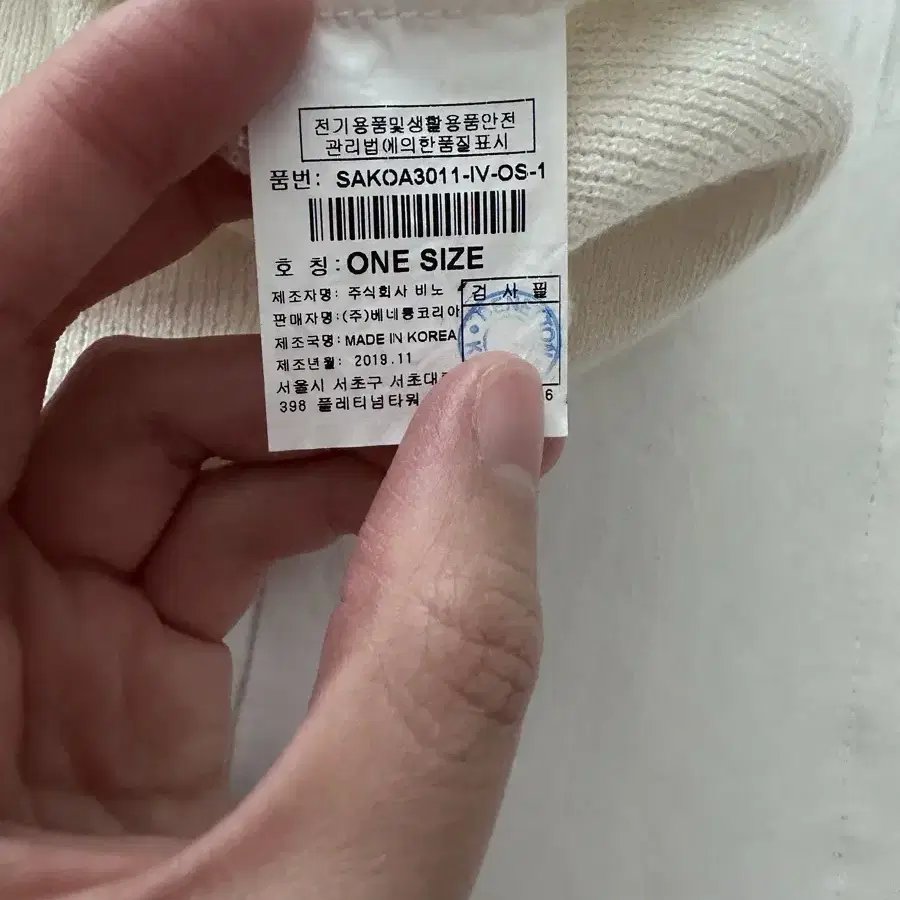 전기용품및생활용품안전
관리법에의한품질표시
품번: SAKOA3011-IV-OS-1
호 칭: ONE SIZE
제조자명: 주식회사 비노
검 사 필
판매자명: (주)베네통코리아
제조국명: MADE IN KOREA
제조년월: 2019.11
서울시 서초구
398 플레티넘타워
6